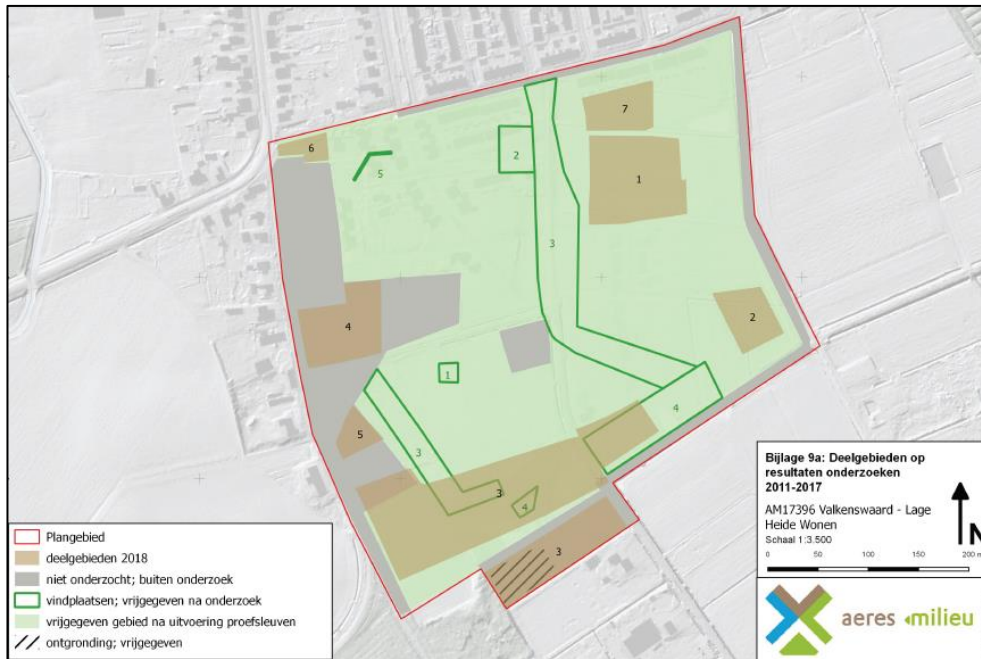 7
6
2
5
1
3
2
4
1
5
3
4
3
4
3
Plangebied
deelgebieden 2018
niet onderzocht; buiten onderzoek
vindplaatsen; vrijgegeven na onderzoek
vrijgegeven gebied na uitvoering proefsleuven
ontgronding; vrijgegeven
Bijlage 9a: Deelgebieden op
resultaten onderzoeken
2011-2017
AM17396 Valkenswaard - Lage
Heide Wonen
Schaal 1:3.500
N
0 50 100 150 200 m
aeres milieu